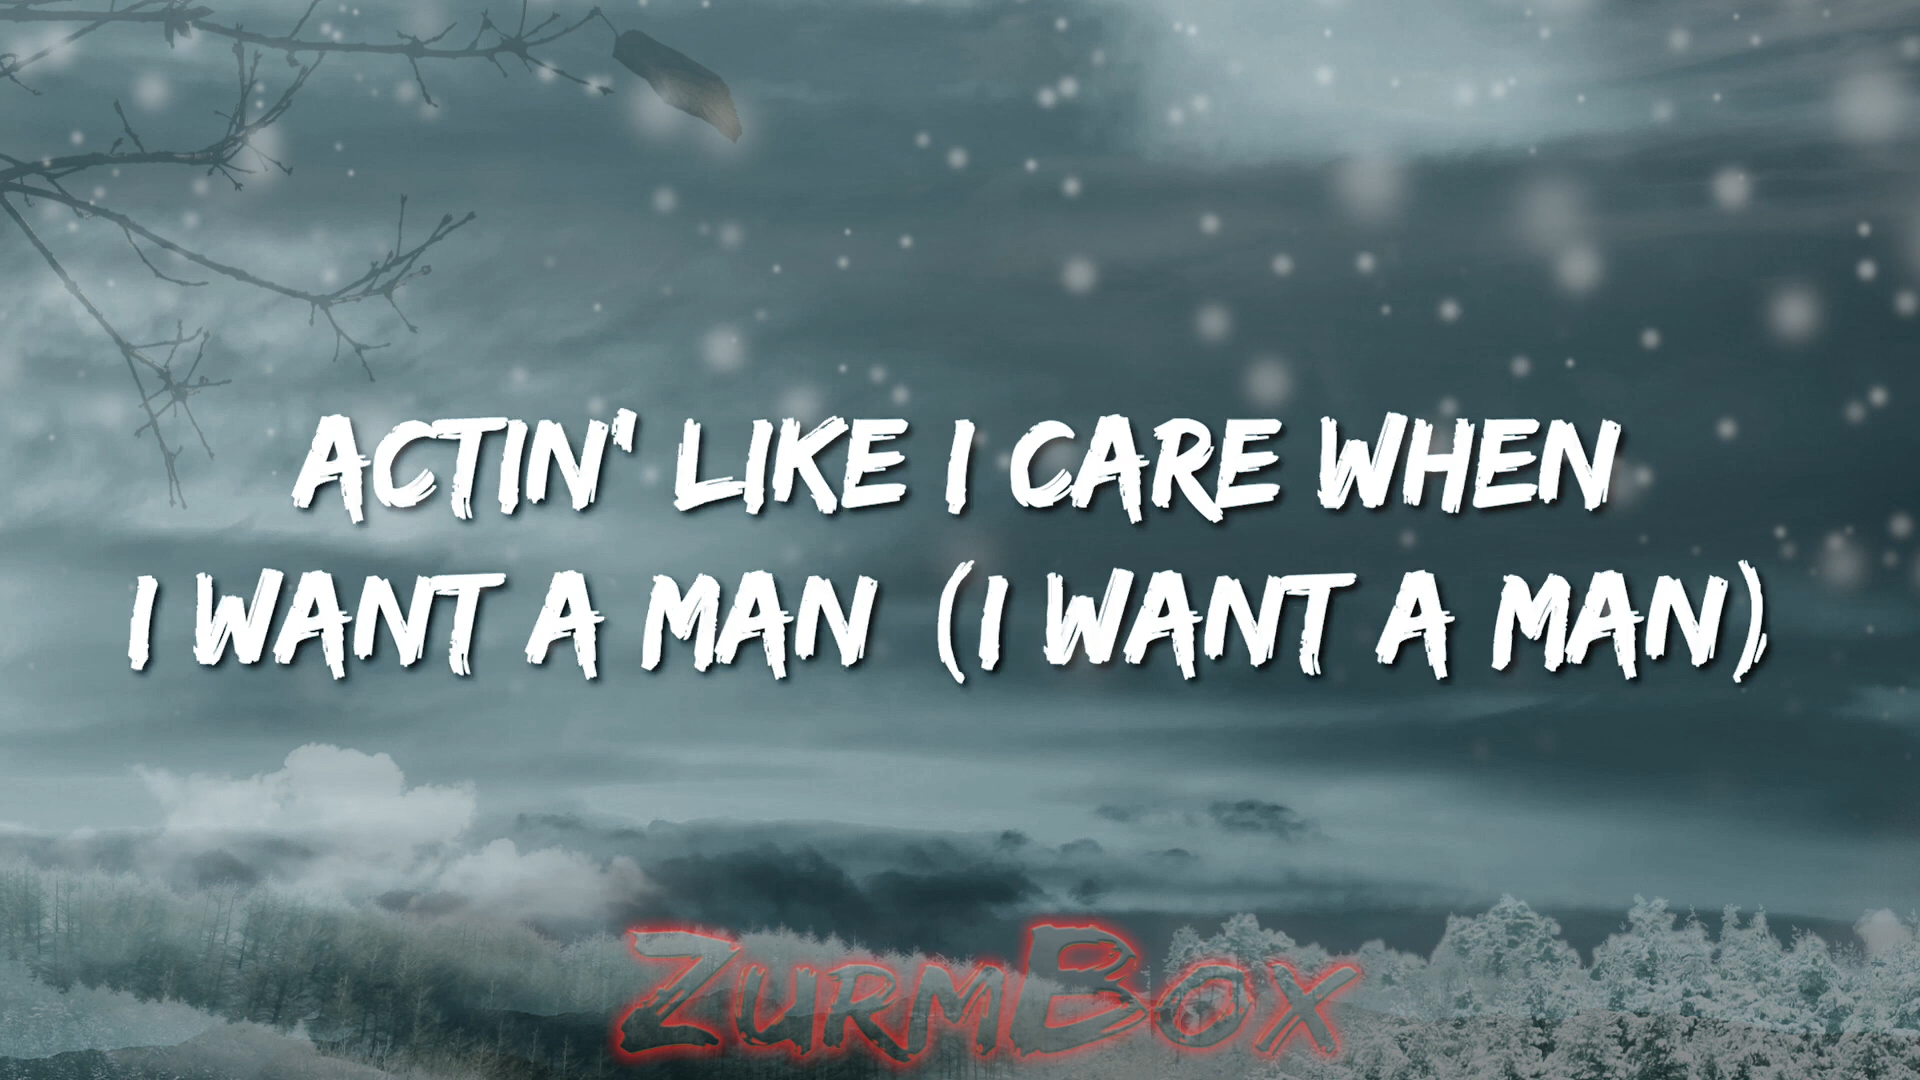 ACTIN' LIKE I CARE WHEN
I WANT A MAN (I WANT A MAN)
ZURMBOX